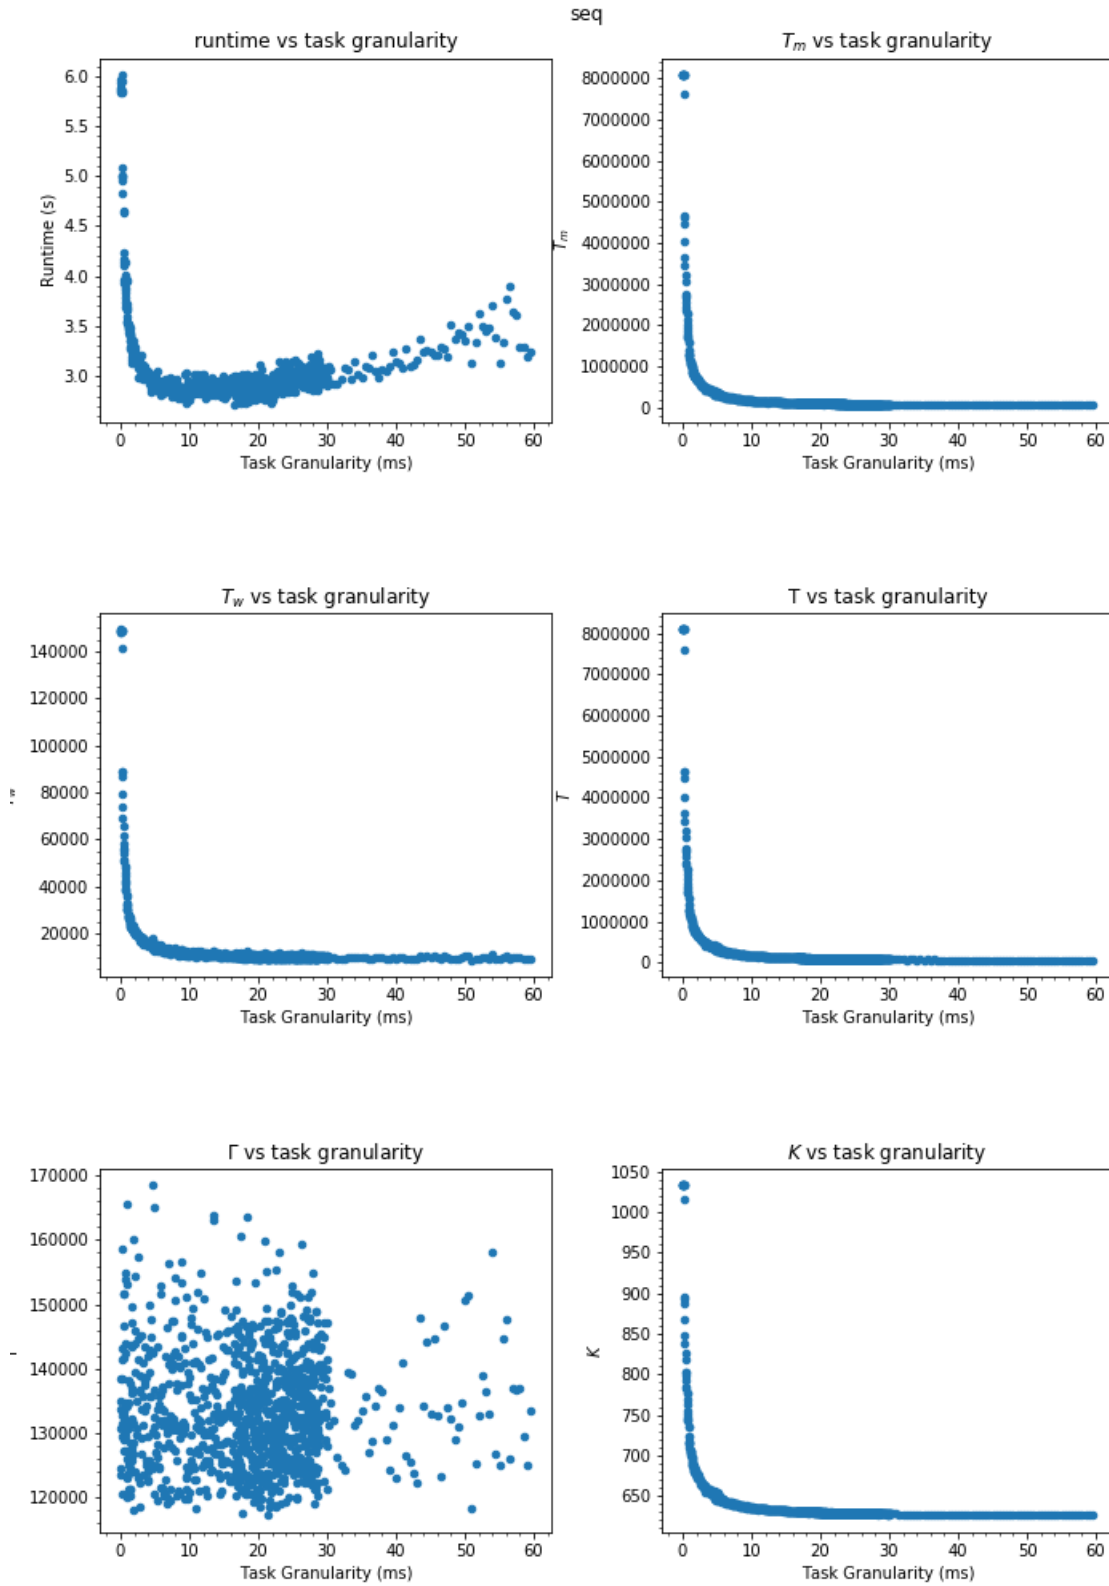 seq
runtime vs task granularity
6.0
5.5
5.0
4.5
4.0
3.5
3.0
Runtime (s)
0 10 20 30 40 50 60
Task Granularity (ms)
T_m vs task granularity
8000000
7000000
6000000
5000000
4000000
3000000
2000000
1000000
0
T_m
0 10 20 30 40 50 60
Task Granularity (ms)
T_w vs task granularity
140000
120000
100000
80000
60000
40000
20000
0 10 20 30 40 50 60
Task Granularity (ms)
T vs task granularity
8000000
7000000
6000000
5000000
4000000
3000000
2000000
1000000
0
T
0 10 20 30 40 50 60
Task Granularity (ms)
Γ vs task granularity
170000
160000
150000
140000
130000
120000
0 10 20 30 40 50 60
Task Granularity (ms)
K vs task granularity
1050
1000
950
900
850
800
750
700
650
K
0 10 20 30 40 50 60
Task Granularity (ms)